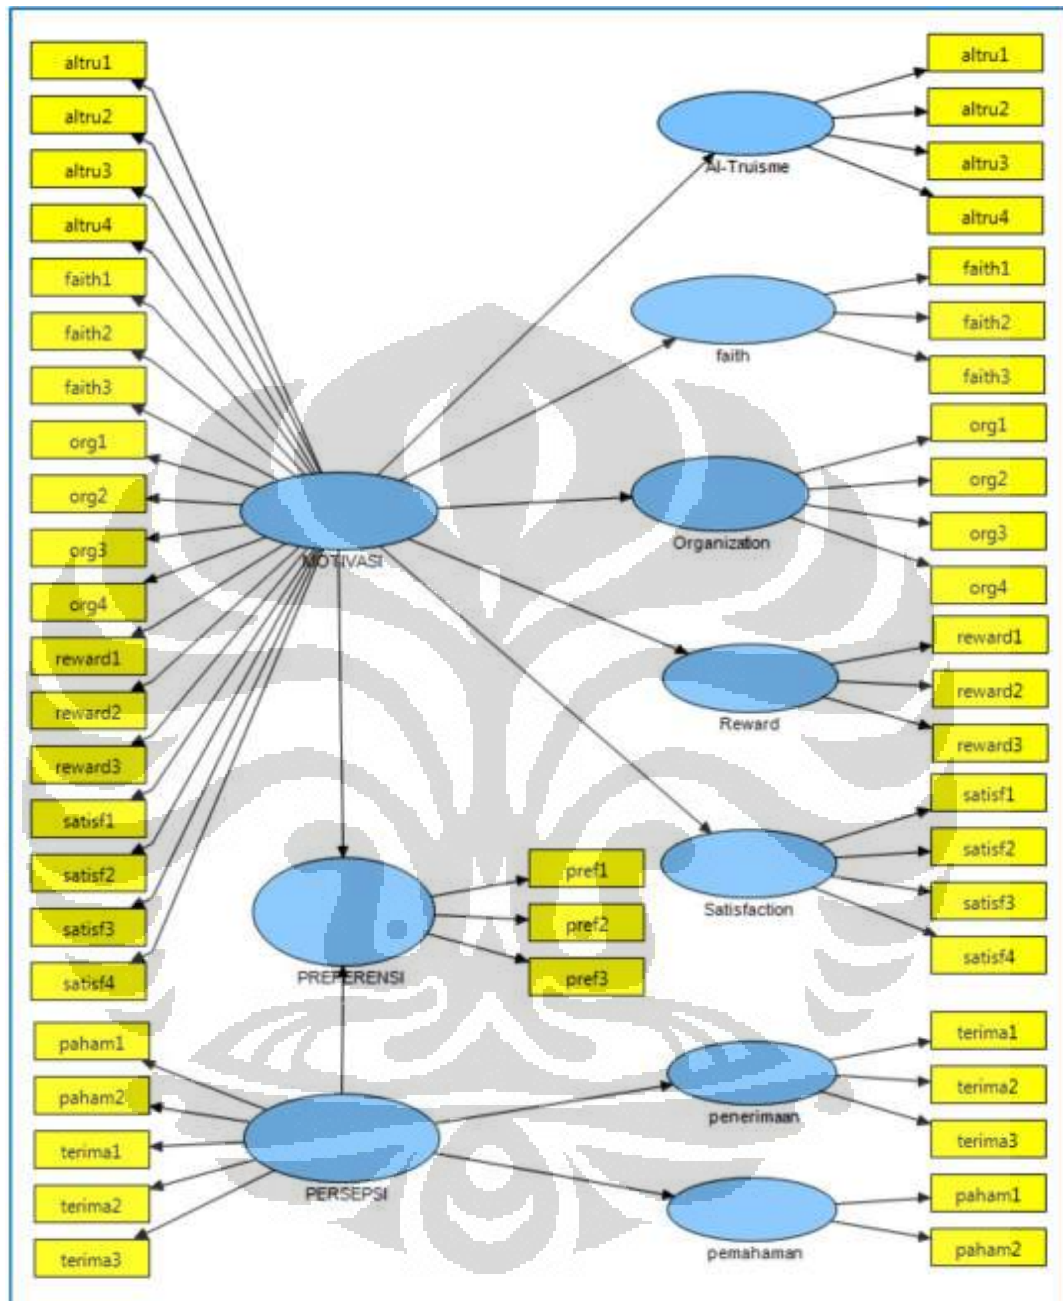 altru1
altru2
altru3
altru4
faith1
faith2
faith3
org1
org2
org3
org4
reward1
reward2
reward3
satisf1
satisf2
satisf3
satisf4
MOTIVASI
PREFERENSI
pref1
pref2
pref3
paham1
paham2
terima1
terima2
terima3
PERSEPSI
Al-Truisme
altru1
altru2
altru3
altru4
faith
faith1
faith2
faith3
Organization
org1
org2
org3
org4
Reward
reward1
reward2
reward3
Satisfaction
satisf1
satisf2
satisf3
satisf4
penerimaan
terima1
terima2
terima3
pemahaman
paham1
paham2